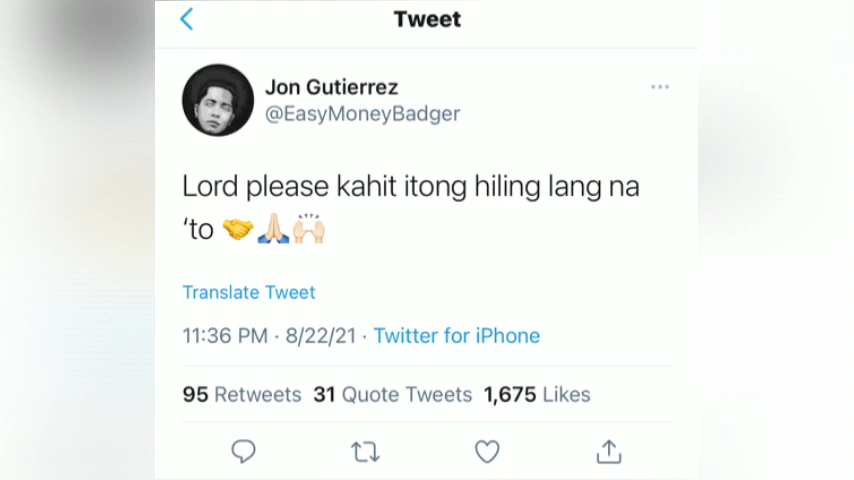 Tweet
Jon Gutierrez
@EasyMoneyBadger
Lord please kahit itong hiling lang na
‘to 🤝🙏🏻🙌🏻
Translate Tweet
11:36 PM · 8/22/21 · Twitter for iPhone
95 Retweets 31 Quote Tweets 1,675 Likes